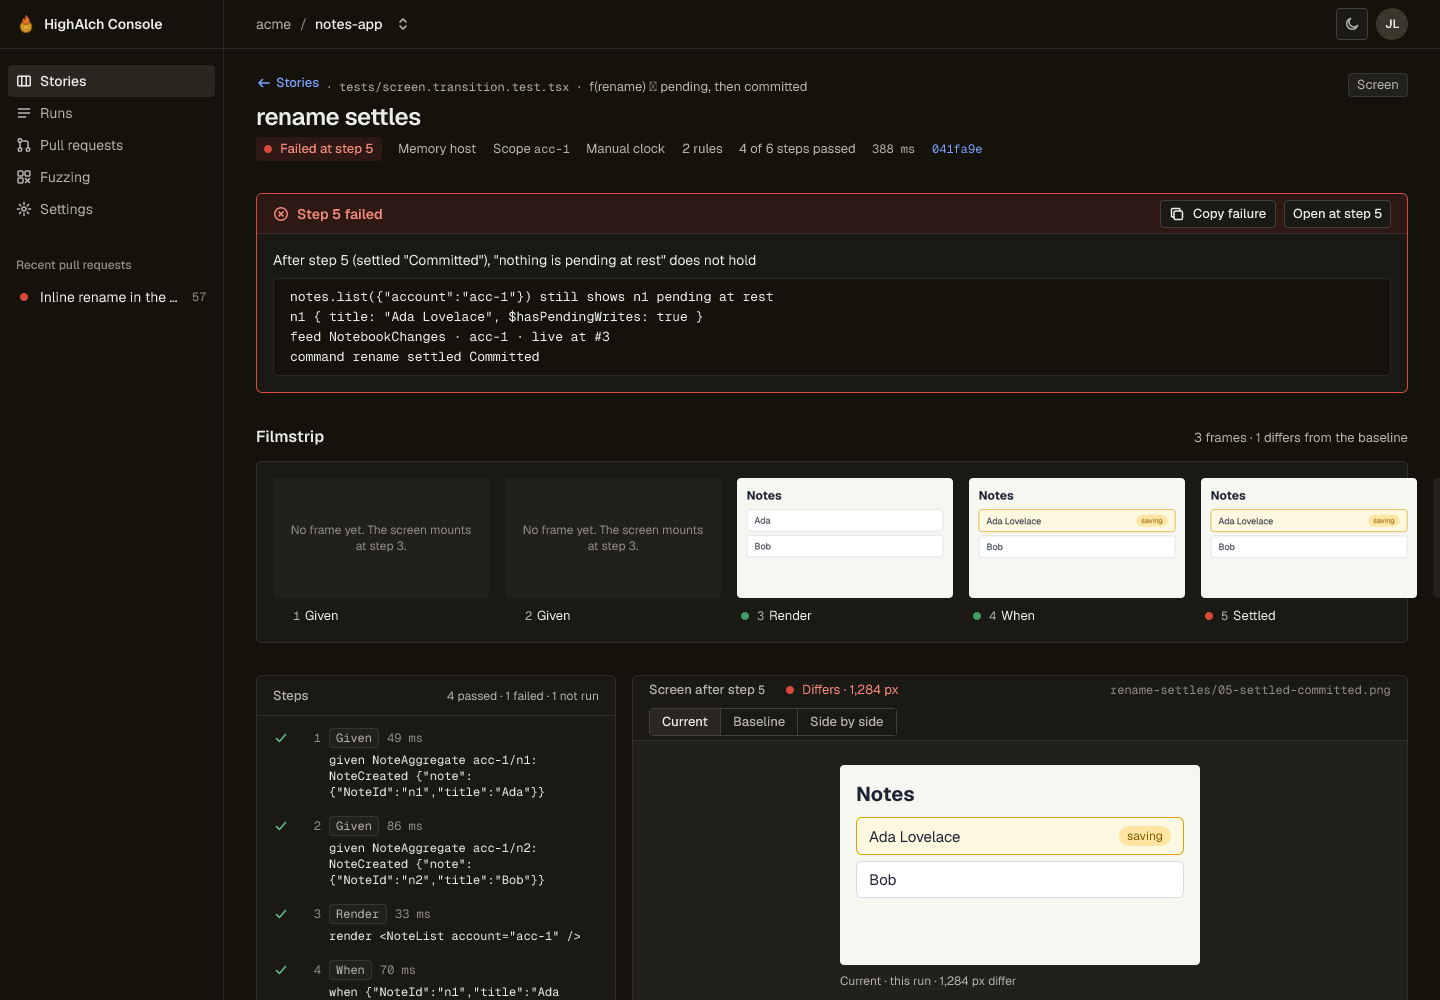 HighAlch Console
acme / notes-app
JL
Stories
Runs
Pull requests
Fuzzing
Settings
Recent pull requests
Inline rename in the ... 57
← Stories · tests/screen.transition.test.tsx · f(rename) pending, then committed
Screen
rename settles
Failed at step 5 Memory host Scope acc-1 Manual clock 2 rules 4 of 6 steps passed 388 ms 041fa9e
Step 5 failed
Copy failure
Open at step 5
After step 5 (settled "Committed"), "nothing is pending at rest" does not hold
notes.list({"account":"acc-1"}) still shows n1 pending at rest
n1 { title: "Ada Lovelace", $hasPendingWrites: true }
feed NotebookChanges · acc-1 · live at #3
command rename settled Committed
Filmstrip
3 frames · 1 differs from the baseline
No frame yet. The screen mounts
at step 3.
1 Given
No frame yet. The screen mounts
at step 3.
2 Given
Notes
Ada
Bob
3 Render
Notes
Ada Lovelace saving
Bob
4 When
Notes
Ada Lovelace saving
Bob
5 Settled
Steps
4 passed · 1 failed · 1 not run
1 Given 49 ms
given NoteAggregate acc-1/n1:
NoteCreated {"note":
{"NoteId":"n1","title":"Ada"}}
2 Given 86 ms
given NoteAggregate acc-1/n2:
NoteCreated {"note":
{"NoteId":"n2","title":"Bob"}}
3 Render 33 ms
render <NoteList account="acc-1" />
4 When 70 ms
when {"NoteId":"n1","title":"Ada
Screen after step 5 Differs · 1,284 px
rename-settles/05-settled-committed.png
Current Baseline Side by side
Notes
Ada Lovelace saving
Bob
Current · this run · 1,284 px differ